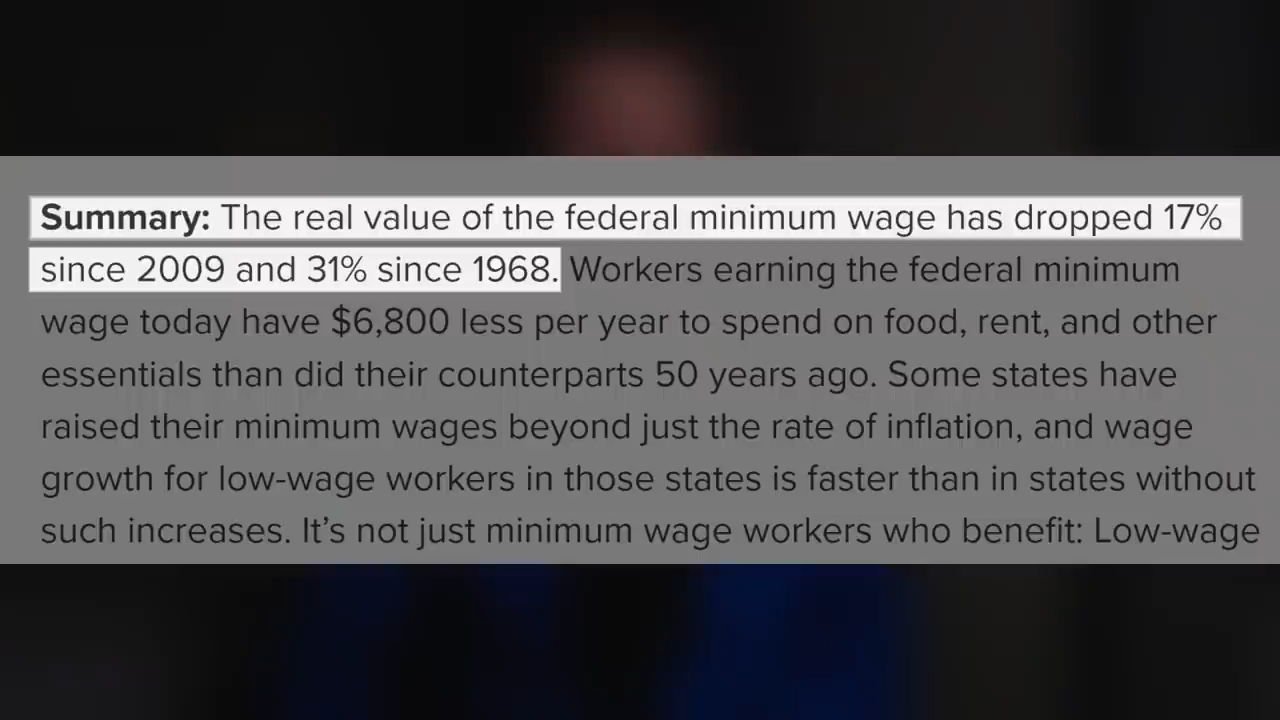 Summary: The real value of the federal minimum wage has dropped 17%
since 2009 and 31% since 1968. Workers earning the federal minimum
wage today have $6,800 less per year to spend on food, rent, and other
essentials than did their counterparts 50 years ago. Some states have
raised their minimum wages beyond just the rate of inflation, and wage
growth for low-wage workers in those states is faster than in states without
such increases. It’s not just minimum wage workers who benefit: Low-wage